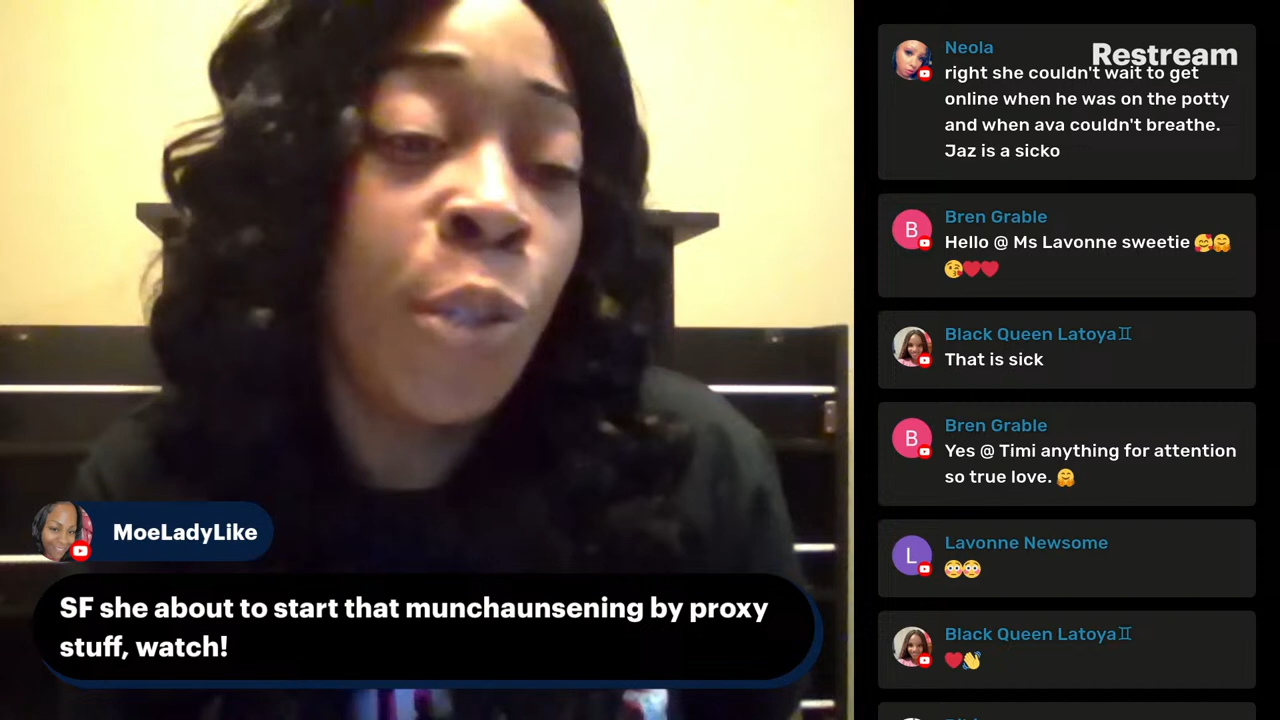 Neola
Restream
right she couldn't wait to get
online when he was on the potty
and when ava couldn't breathe.
Jaz is a sicko
B
Bren Grable
Hello @ Ms Lavonne sweetie 🥰🤗
😘❤️❤️
Black Queen Latoya♊
That is sick
B
Bren Grable
Yes @ Timi anything for attention
so true love. 🤗
L
Lavonne Newsome
😳😳
Black Queen Latoya♊
❤️👋
MoeLadyLike
SF she about to start that munchaunsening by proxy
stuff, watch!